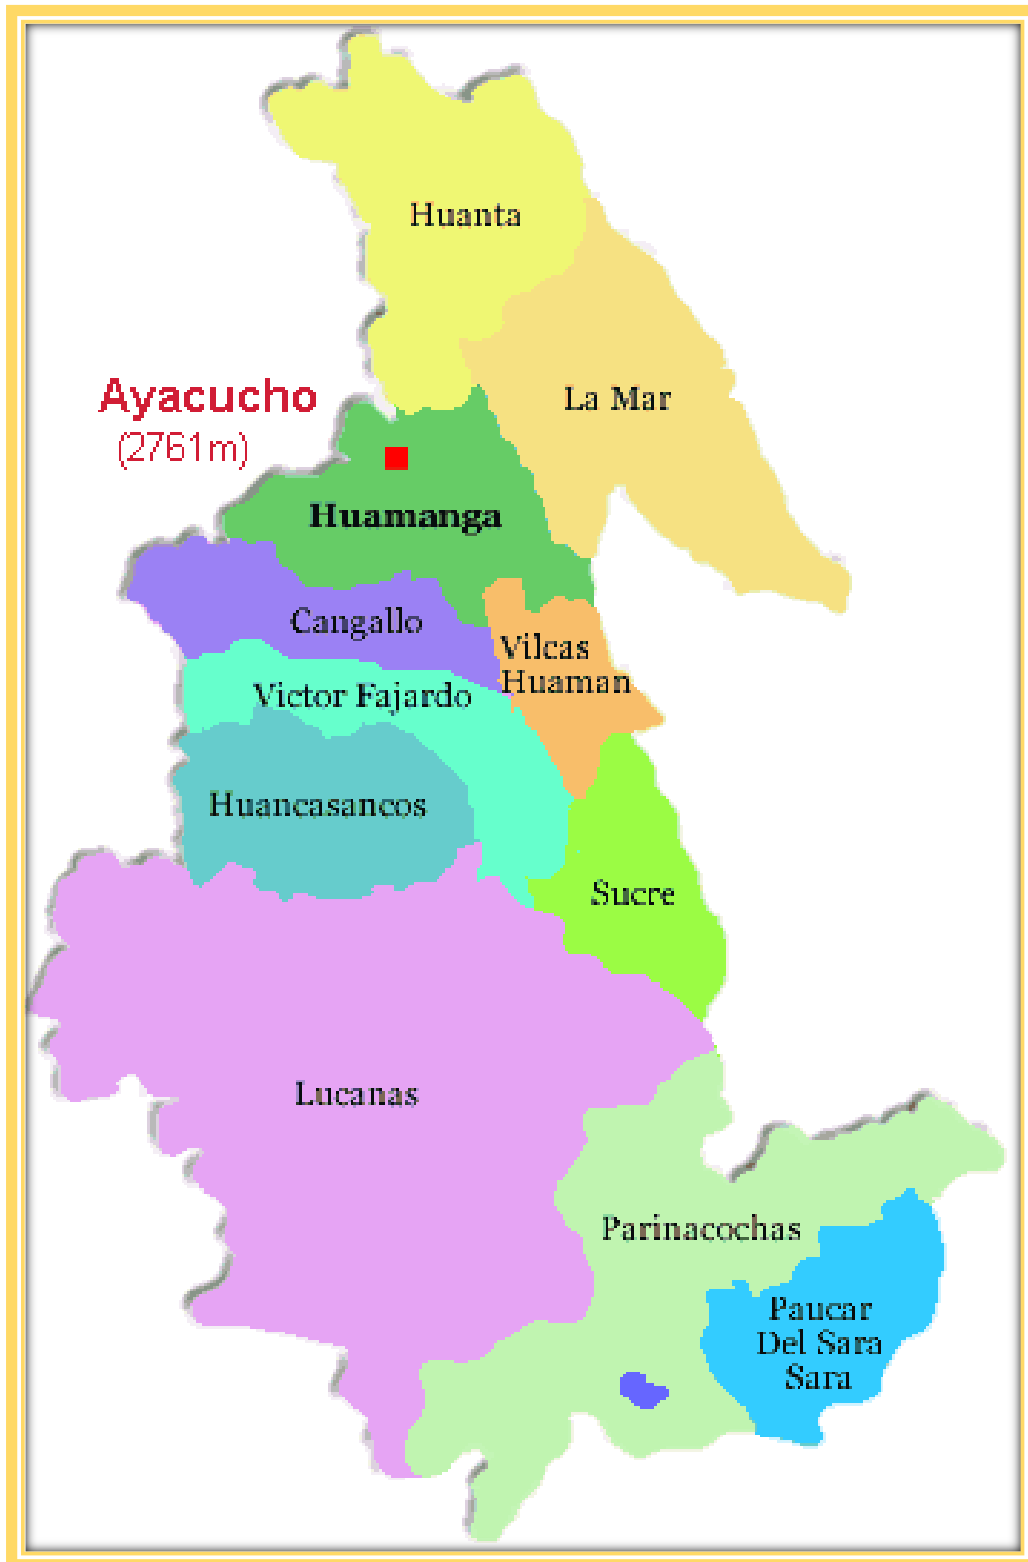 Huanta
La Mar
Ayacucho
(2761m)
Huamanga
Cangallo
Vilcas
Huaman
Victor Fajardo
Huancasancos
Sucre
Lucanas
Parinacochas
Paucar
Del Sara
Sara